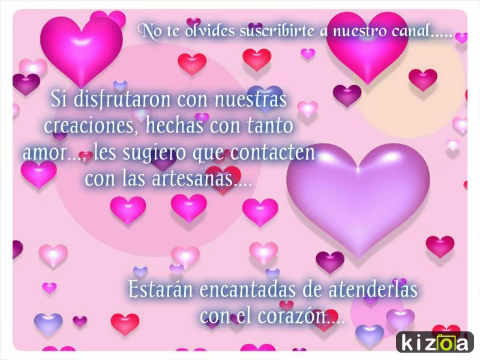 No te olvides suscribirte a nuestro canal.....
Si disfrutaron con nuestras
creaciones, hechas con tanto
amor..., les sugiero que contacten
con las artesanas....
Estarán encantadas de atenderlas
con el corazón....
kizoa